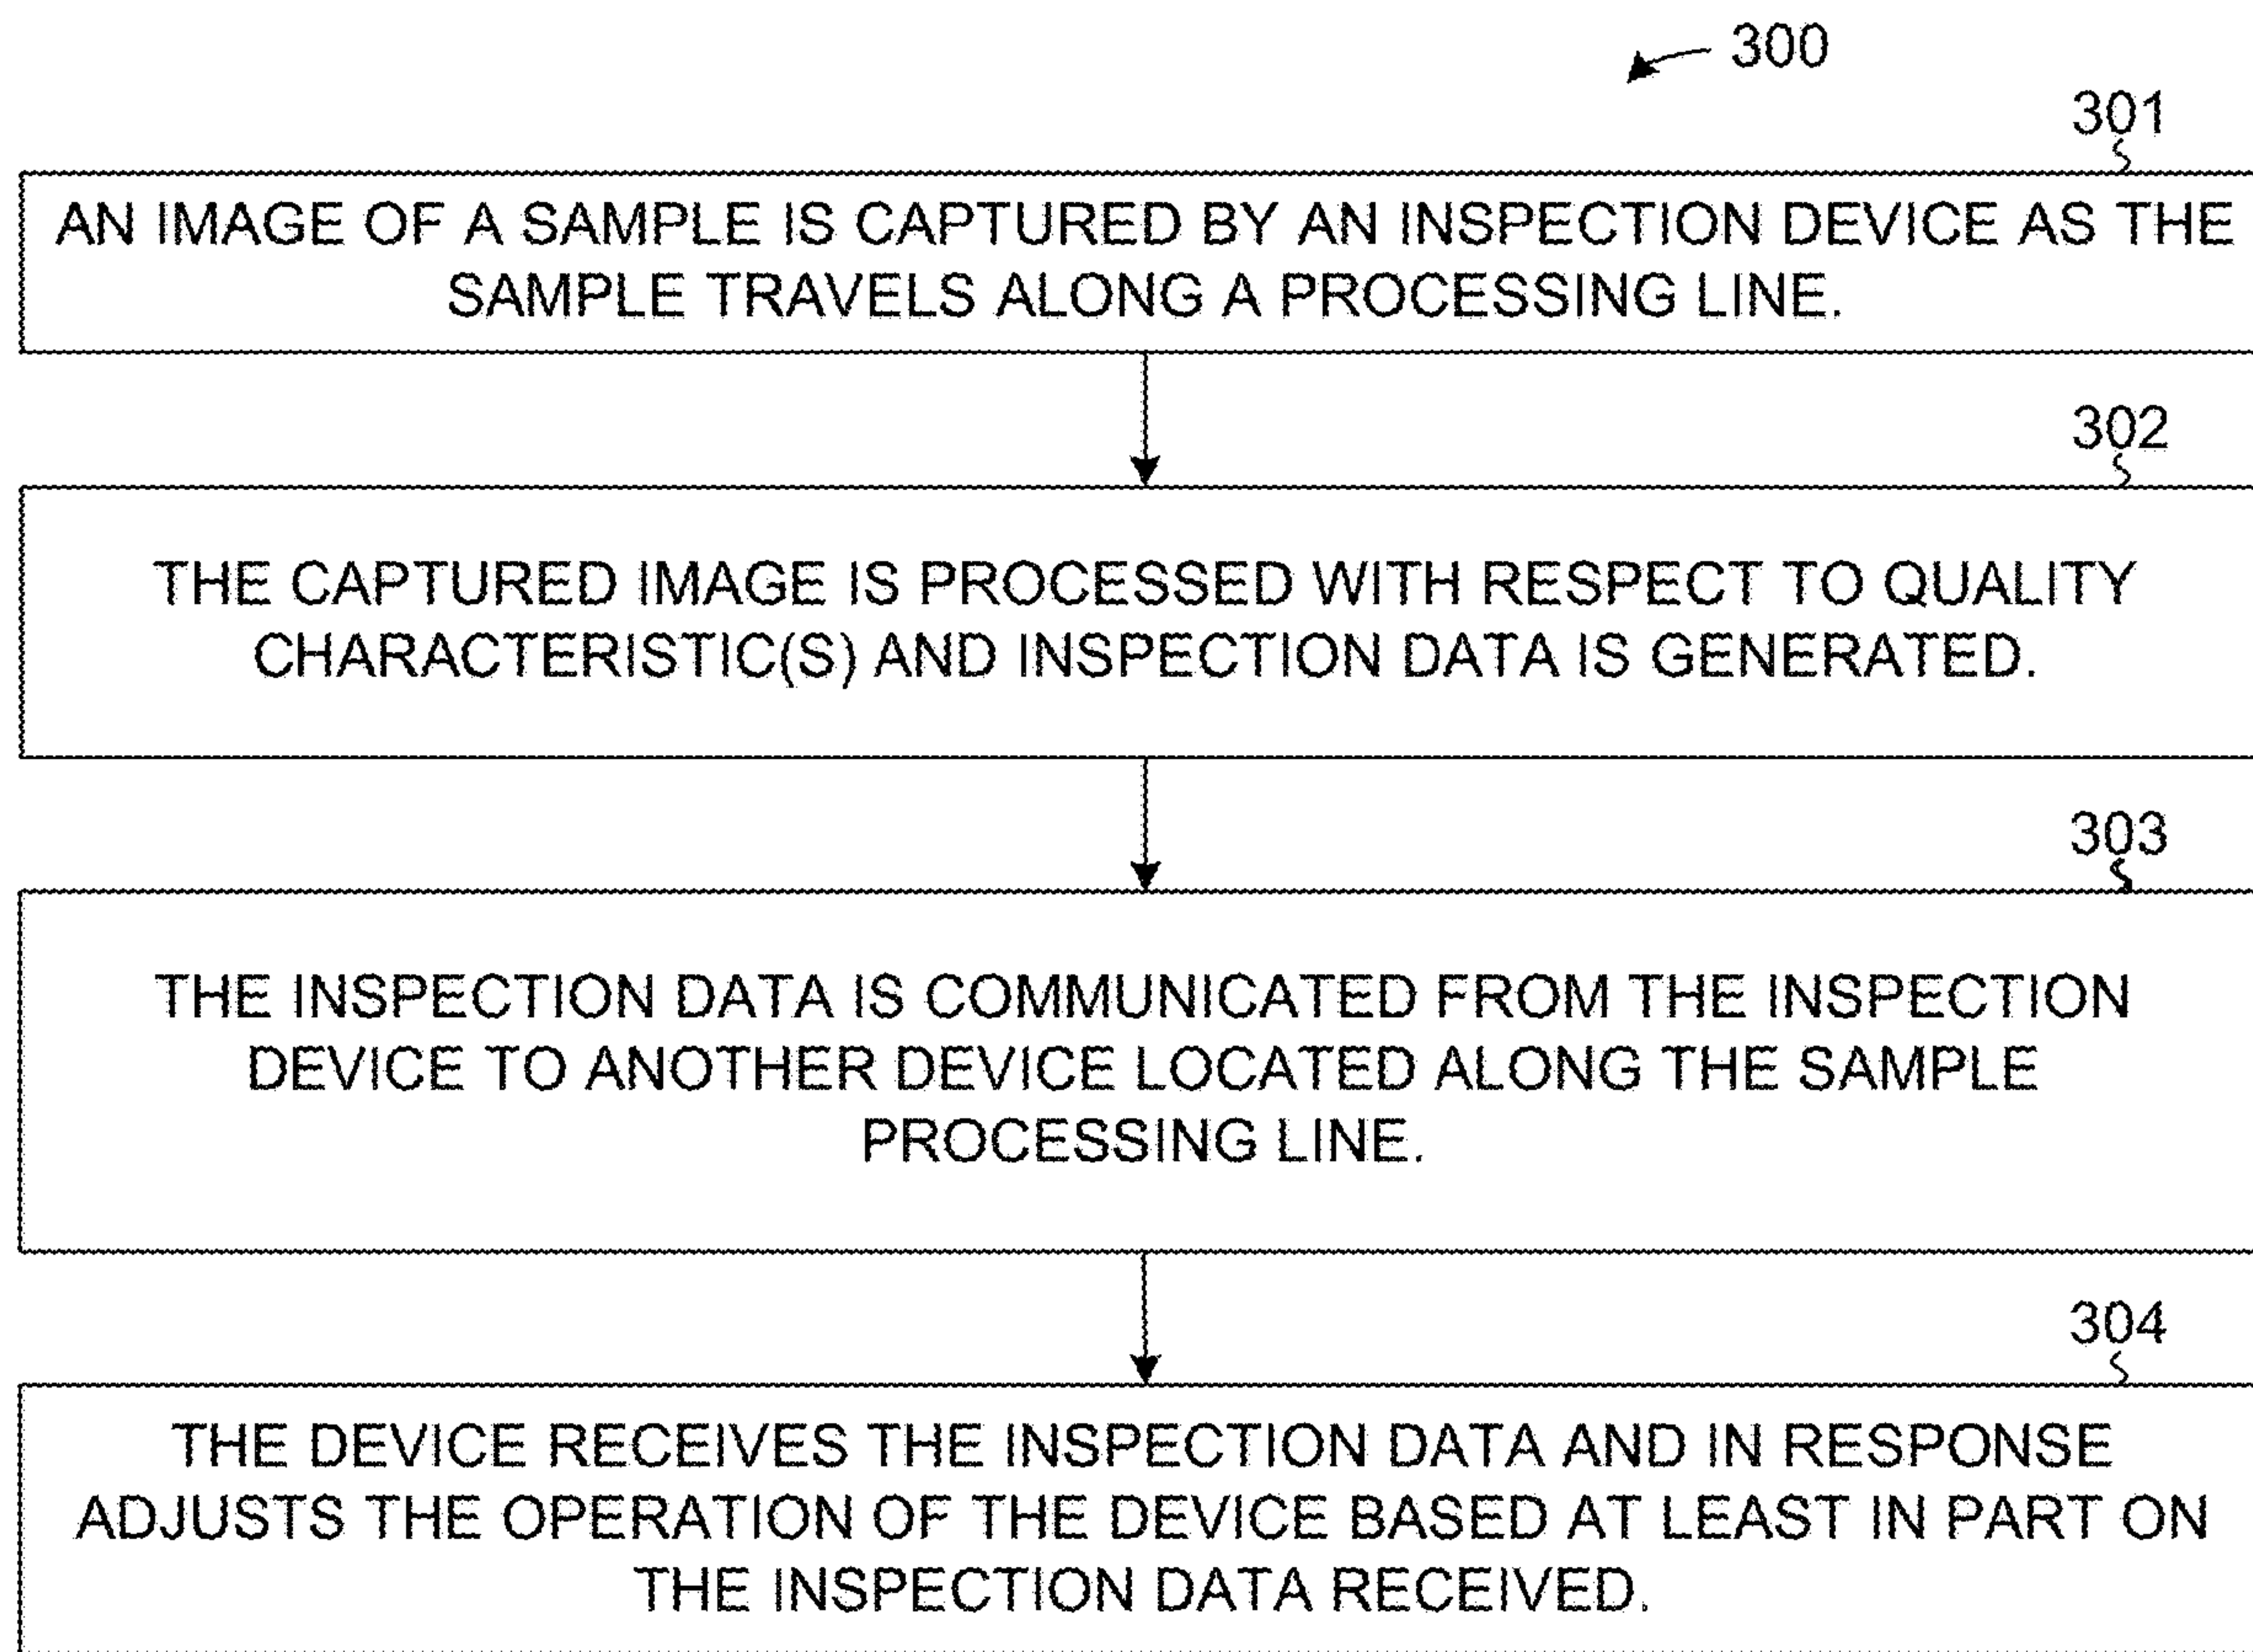 300
301
AN IMAGE OF A SAMPLE IS CAPTURED BY AN INSPECTION DEVICE AS THE
SAMPLE TRAVELS ALONG A PROCESSING LINE.
302
THE CAPTURED IMAGE IS PROCESSED WITH RESPECT TO QUALITY
CHARACTERISTIC(S) AND INSPECTION DATA IS GENERATED.
303
THE INSPECTION DATA IS COMMUNICATED FROM THE INSPECTION
DEVICE TO ANOTHER DEVICE LOCATED ALONG THE SAMPLE
PROCESSING LINE.
304
THE DEVICE RECEIVES THE INSPECTION DATA AND IN RESPONSE
ADJUSTS THE OPERATION OF THE DEVICE BASED AT LEAST IN PART ON
THE INSPECTION DATA RECEIVED.